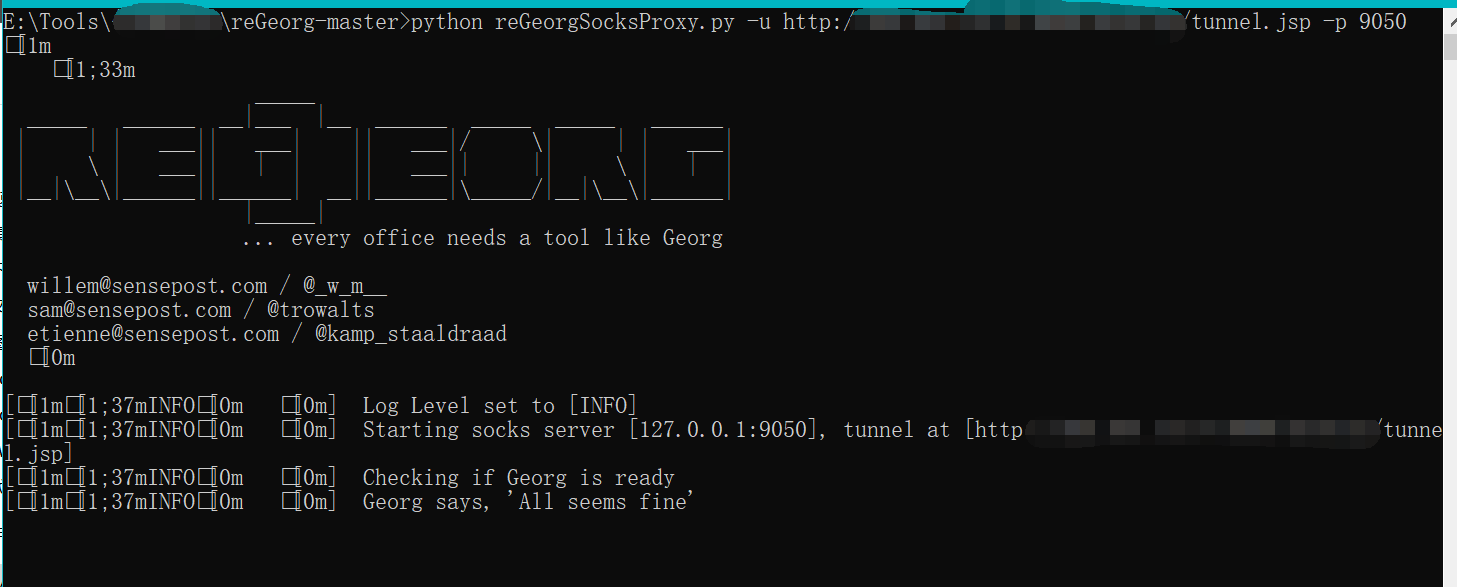 E:\Tools\ \reGeorg-master>python reGeorgSocksProxy.py -u http:/ /tunnel.jsp -p 9050
□[1m
□[1;33m
... every office needs a tool like Georg
willem@sensepost.com / @_w_m__
sam@sensepost.com / @trowalts
etienne@sensepost.com / @kamp_staaldraad
□[0m
[□[1m□[1;37mINFO□[0m □[0m] Log Level set to [INFO]
[□[1m□[1;37mINFO□[0m □[0m] Starting socks server [127.0.0.1:9050], tunnel at [http /tunne
l.jsp]
[□[1m□[1;37mINFO□[0m □[0m] Checking if Georg is ready
[□[1m□[1;37mINFO□[0m □[0m] Georg says, 'All seems fine'